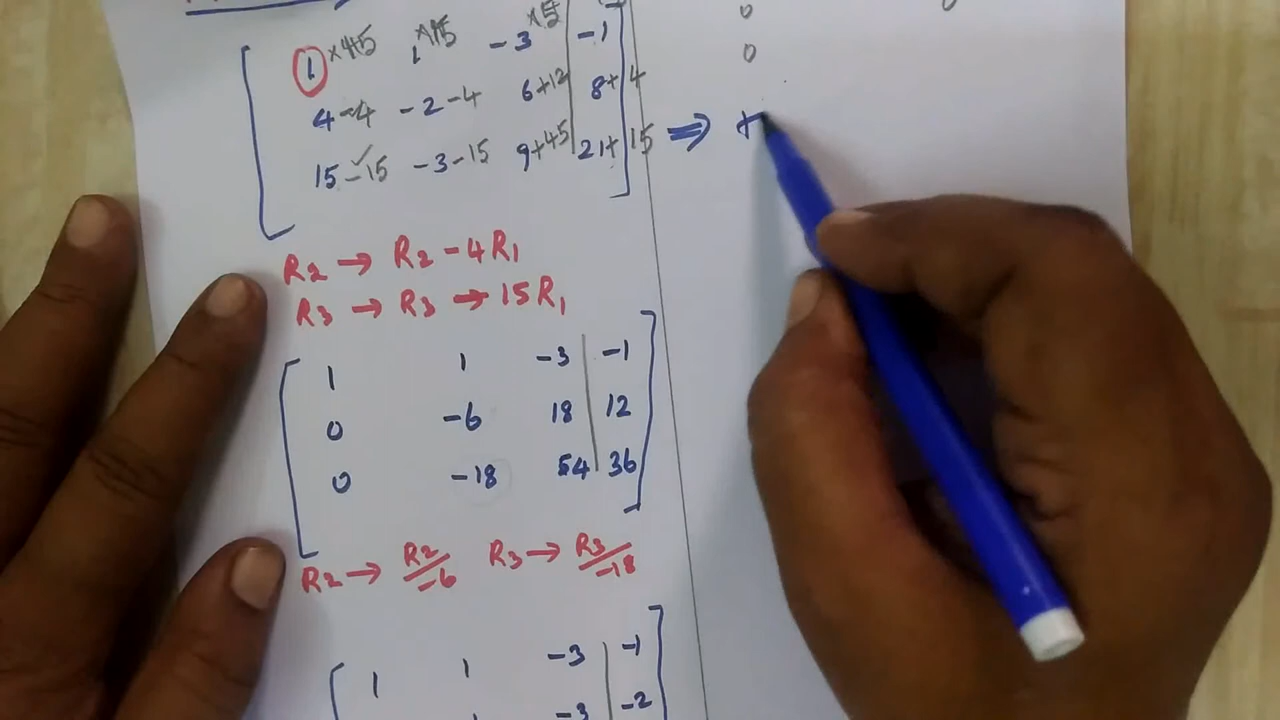 1 ×4 15 1 ×15 -3 ×15 -1
4-4 -2-4 6+12 8+4
15-15 -3-15 9+45 21+15 ⇒
R2 → R2 - 4R1
R3 → R3 → 15R1
1 1 -3 -1
0 -6 18 12
0 -18 54 36
R2 → R2/-6 R3 → R3/-18
1 1 -3 -1
-3 -2
0 0
0